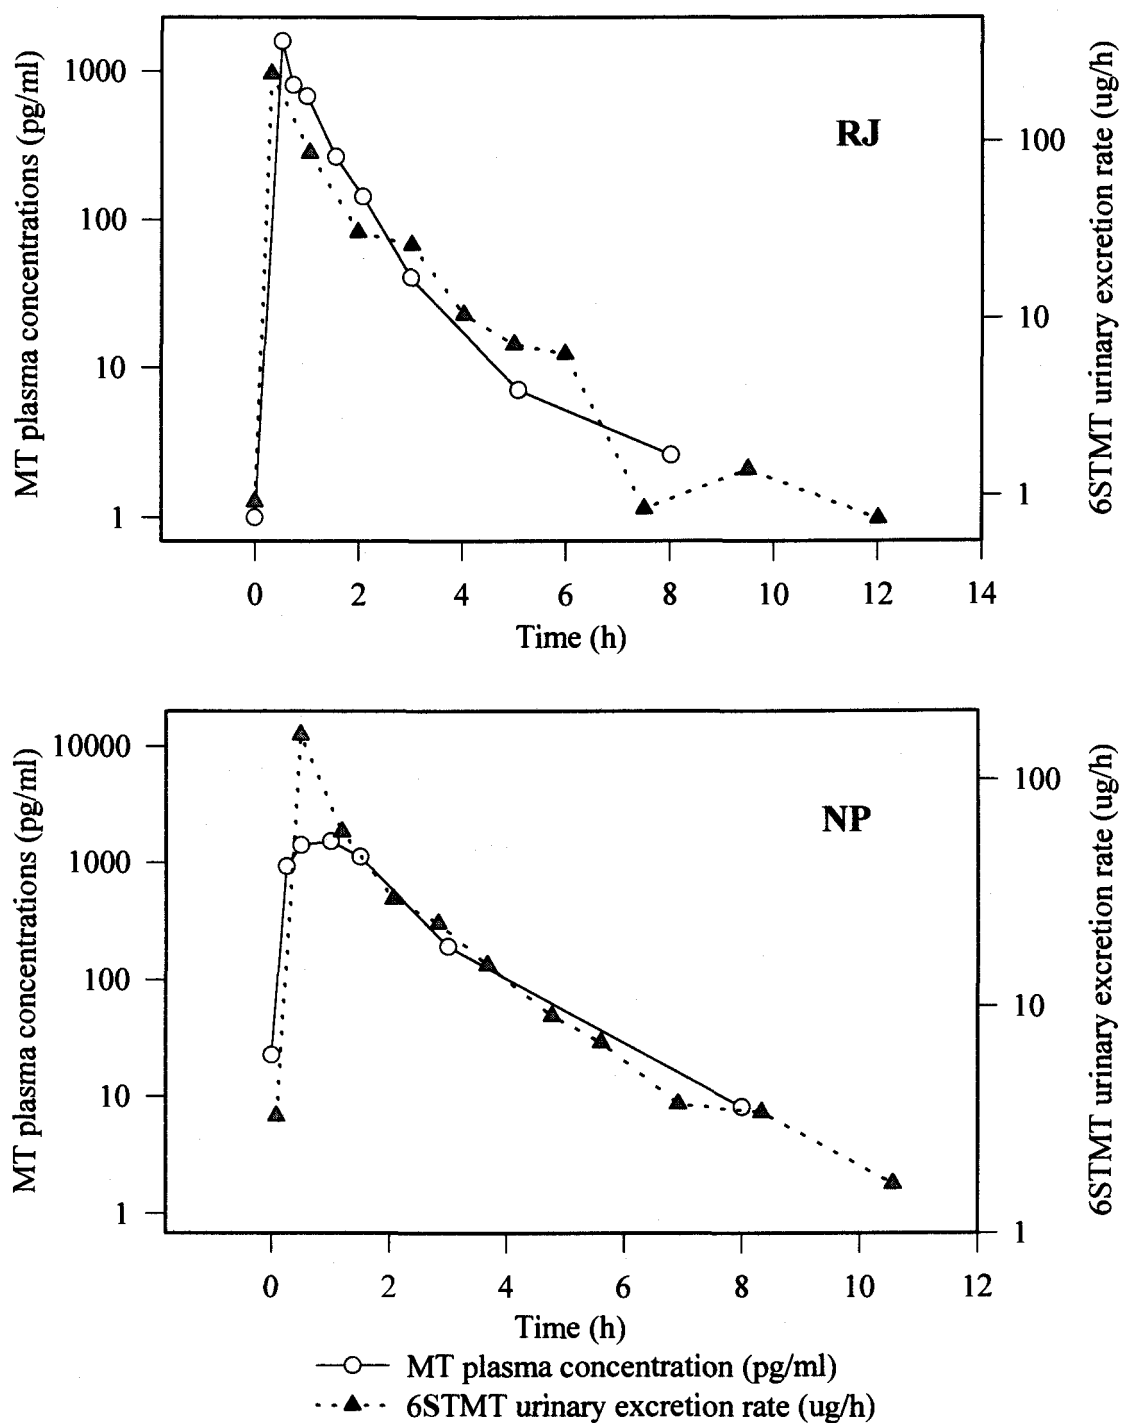 MT plasma concentrations (pg/ml)
1000
100
10
1
RJ
100
10
1
6STMT urinary excretion rate (ug/h)
0 2 4 6 8 10 12 14
Time (h)
MT plasma concentrations (pg/ml)
10000
1000
100
10
1
NP
100
10
1
6STMT urinary excretion rate (ug/h)
0 2 4 6 8 10 12
Time (h)
MT plasma concentration (pg/ml)
6STMT urinary excretion rate (ug/h)